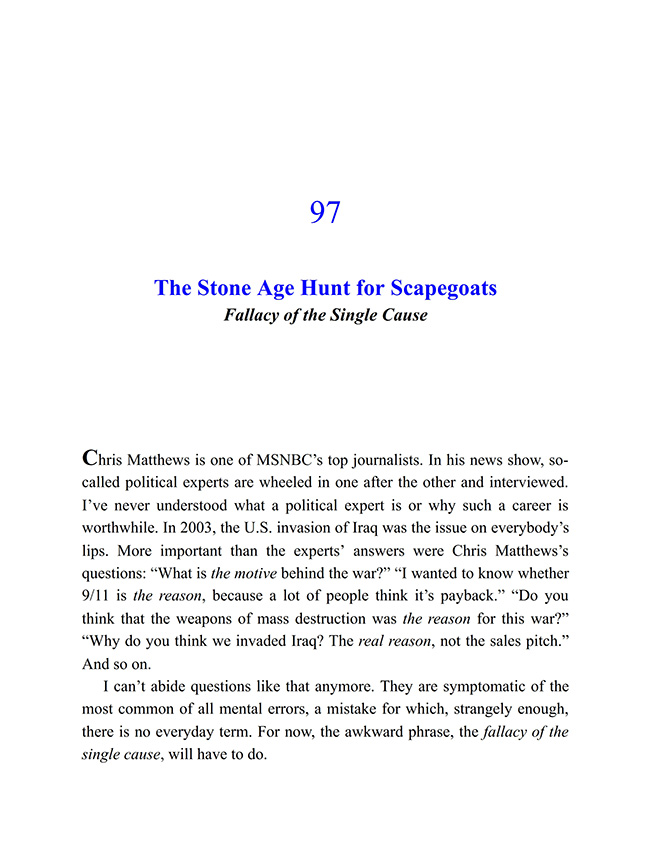 97
The Stone Age Hunt for Scapegoats
Fallacy of the Single Cause
Chris Matthews is one of MSNBC’s top journalists. In his news show, so-
called political experts are wheeled in one after the other and interviewed.
I’ve never understood what a political expert is or why such a career is
worthwhile. In 2003, the U.S. invasion of Iraq was the issue on everybody’s
lips. More important than the experts’ answers were Chris Matthews’s
questions: “What is the motive behind the war?” “I wanted to know whether
9/11 is the reason, because a lot of people think it’s payback.” “Do you
think that the weapons of mass destruction was the reason for this war?”
“Why do you think we invaded Iraq? The real reason, not the sales pitch.”
And so on.
I can’t abide questions like that anymore. They are symptomatic of the
most common of all mental errors, a mistake for which, strangely enough,
there is no everyday term. For now, the awkward phrase, the fallacy of the
single cause, will have to do.